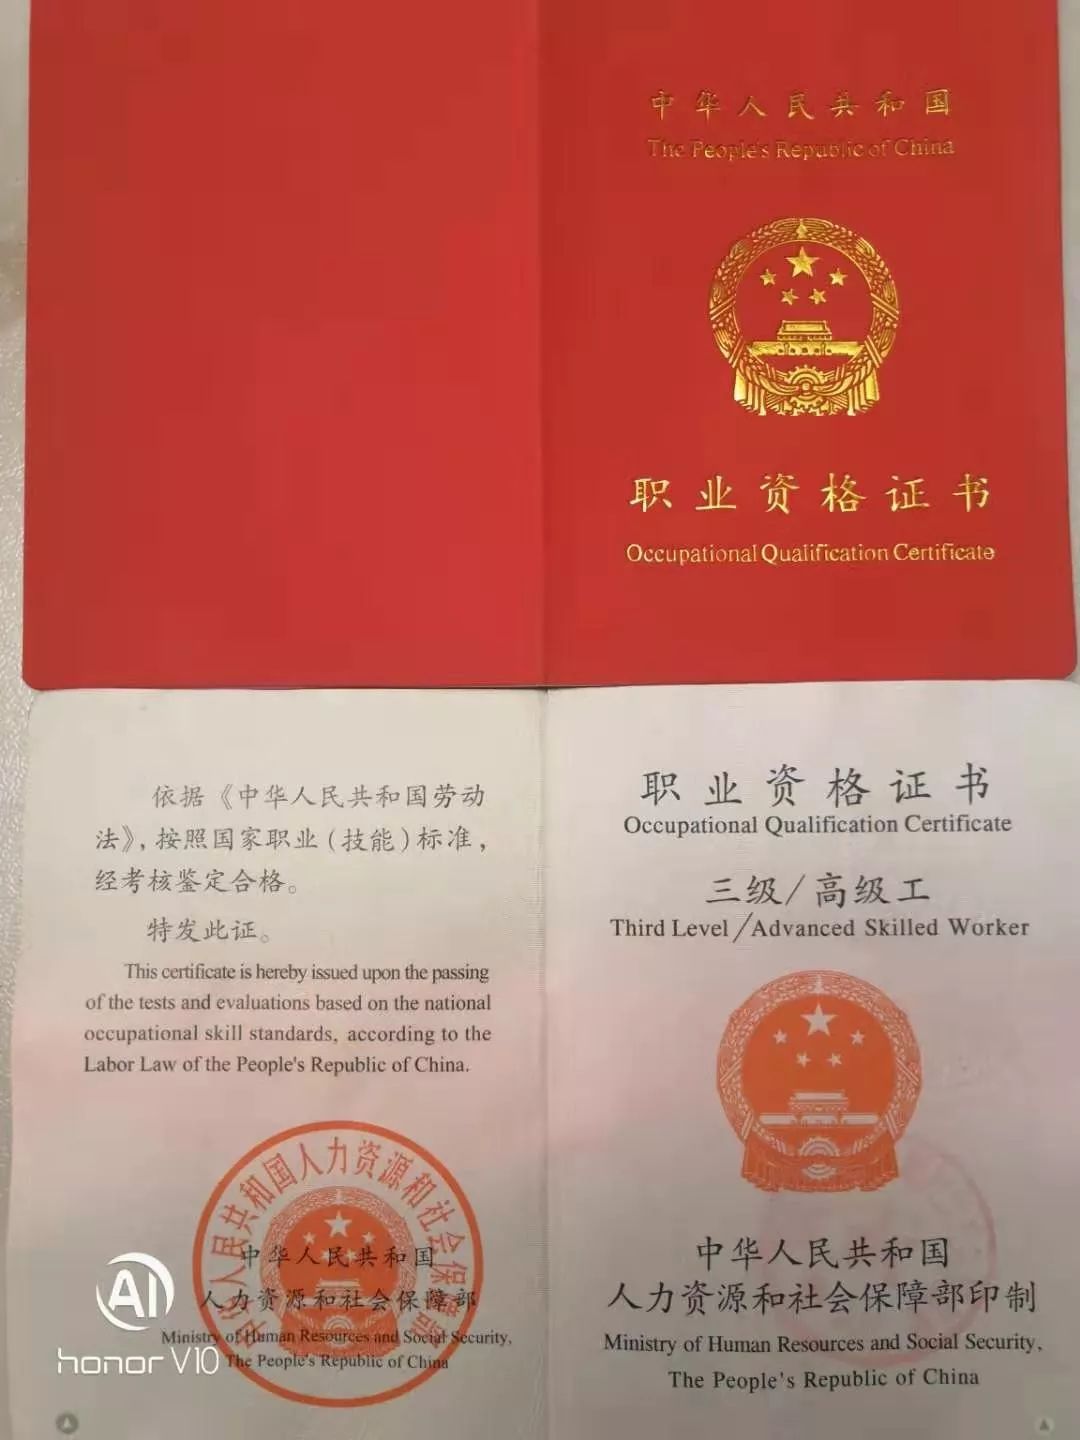 中华人民共和国
The People's Republic of China
职业资格证书
Occupational Qualification Certificate
依据《中华人民共和国劳动
法》，按照国家职业（技能）标准，
经考核鉴定合格。
特发此证。
This certificate is hereby issued upon the passing
of the tests and evaluations based on the national
occupational skill standards, according to the
Labor Law of the People's Republic of China.
中华人民共和国人力资源和社会保障部
中华人民共和国
人力资源和社会保障部
Ministry of Human Resources and Social Security,
The People's Republic of China
AI
honor V10
职业资格证书
Occupational Qualification Certificate
三级/高级工
Third Level/Advanced Skilled Worker
中华人民共和国
人力资源和社会保障部印制
Ministry of Human Resources and Social Security,
The People's Republic of China